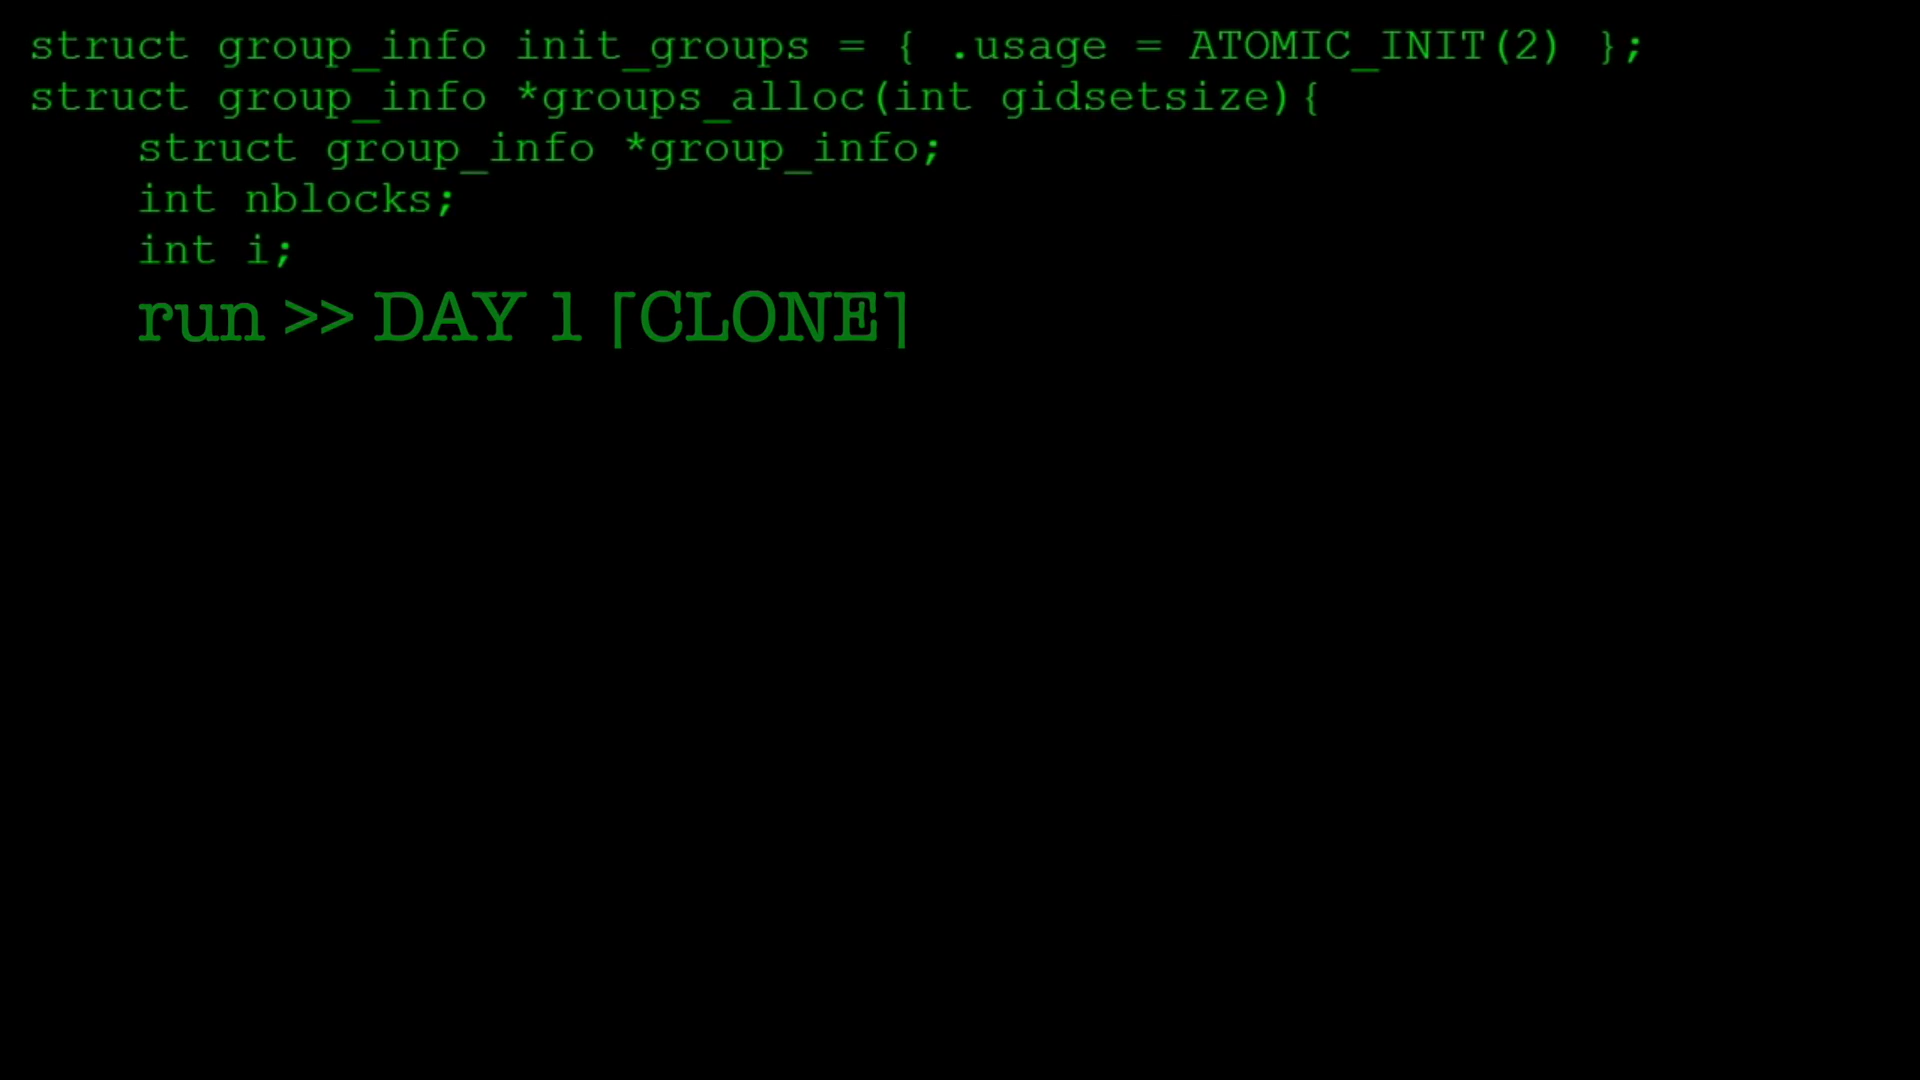 struct group_info init_groups = { .usage = ATOMIC_INIT(2) };
struct group_info *groups_alloc(int gidsetsize){
struct group_info *group_info;
int nblocks;
int i;
run >> DAY 1 ⌈CLONE⌉